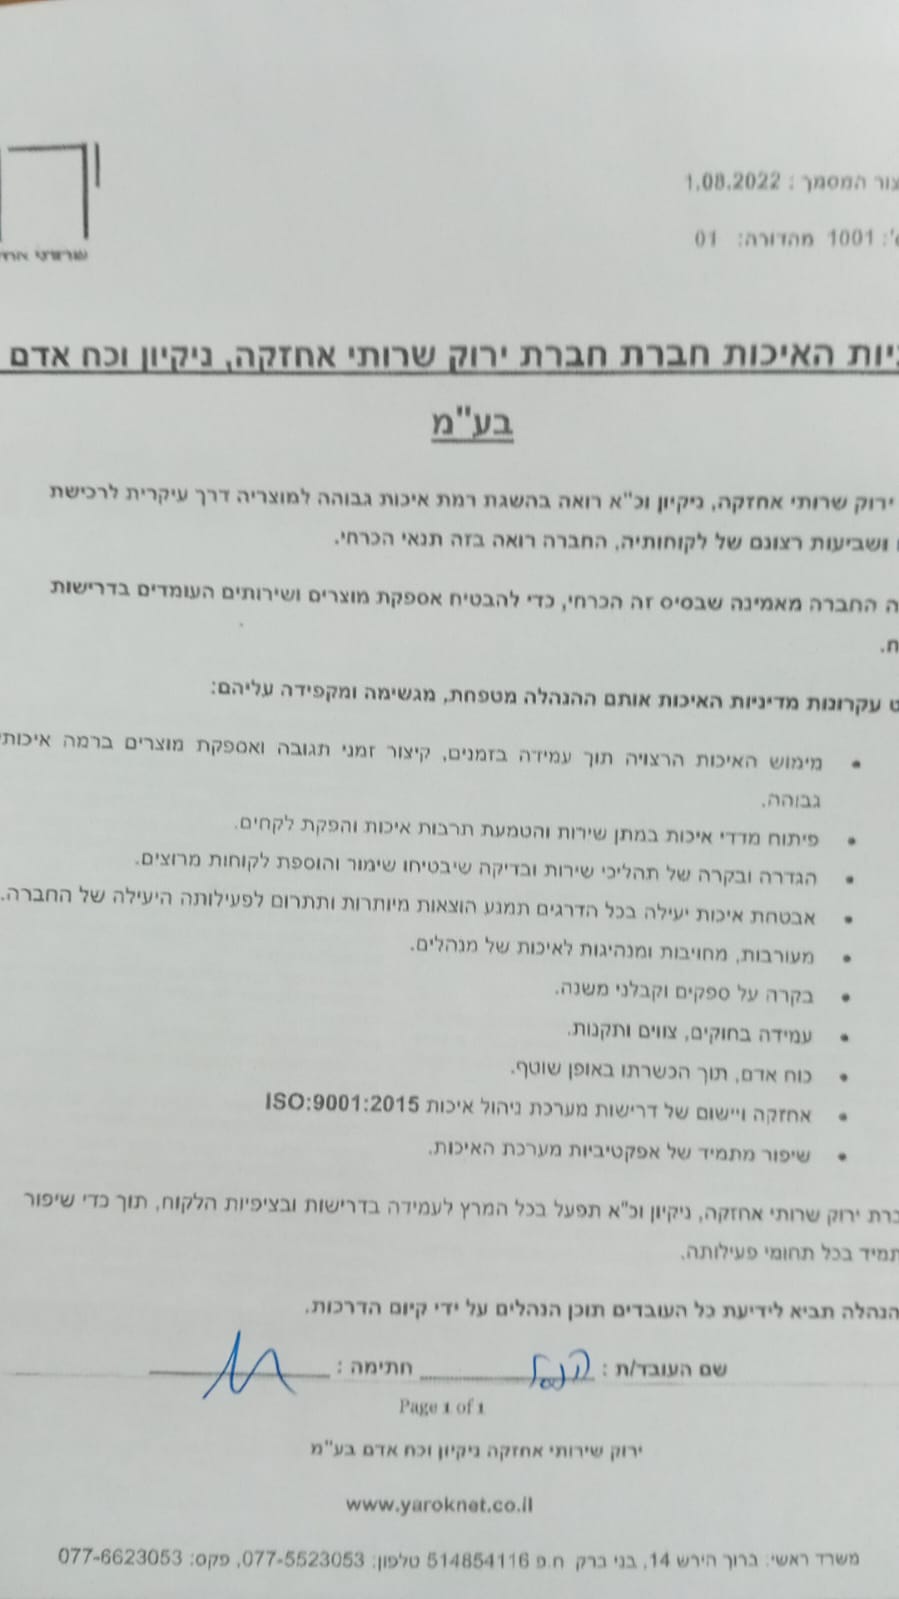 המסמך : 1.08.2022
1001 מהדורה: 01
שרותי
האיכות חברת חברת ירוק שרותי אחזקה, ניקיון וכח אדם
בע"מ
ירוק שרותי אחזקה, ניקיון וכ"א רואה בהשגת רמת איכות גבוהה למוצריה דרך עיקרית לרכישת
ושביעות רצונם של לקוחותיה, החברה רואה בזה תנאי הכרחי.
החברה מאמינה שבסיס זה הכרחי, כדי להבטיח אספקת מוצרים ושירותים העומדים בדרישות
עקרונות מדיניות האיכות אותם ההנהלה מטפחת, מגשימה ומקפידה עליהם:
• מימוש האיכות הרצויה תוך עמידה בזמנים, קיצור זמני תגובה ואספקת מוצרים ברמה איכותי
גבוהה.
• פיתוח מדדי איכות במתן שירות והטמעת תרבות איכות והפקת לקחים.
• הגדרה ובקרה של תהליכי שירות ובדיקה שיבטיחו שימור והוספת לקוחות מרוצים.
• אבטחת איכות יעילה בכל הדרגים תמנע הוצאות מיותרות ותתרום לפעילותה היעילה של החברה.
• מעורבות, מחויבות ומנהיגות לאיכות של מנהלים.
• בקרה על ספקים וקבלני משנה.
• עמידה בחוקים, צווים ותקנות.
• כוח אדם, תוך הכשרתו באופן שוטף.
• אחזקה ויישום של דרישות מערכת ניהול איכות ISO:9001:2015
• שיפור מתמיד של אפקטיביות מערכת האיכות.
ירוק שרותי אחזקה, ניקיון וכ"א תפעל בכל המרץ לעמידה בדרישות ובציפיות הלקוח, תוך כדי שיפור
תמיד בכל תחומי פעילותה.
הנהלה תביא לידיעת כל העובדים תוכן הנהלים על ידי קיום הדרכות.
שם העובד/ת : חתימה :
Page 1 of 1
ירוק שירותי אחזקה ניקיון וכח אדם בע"מ
www.yaroknet.co.il
משרד ראשי: ברוך הירש 14, בני ברק ח.פ 514854116 טלפון: 077-5523053, פקס: 077-6623053